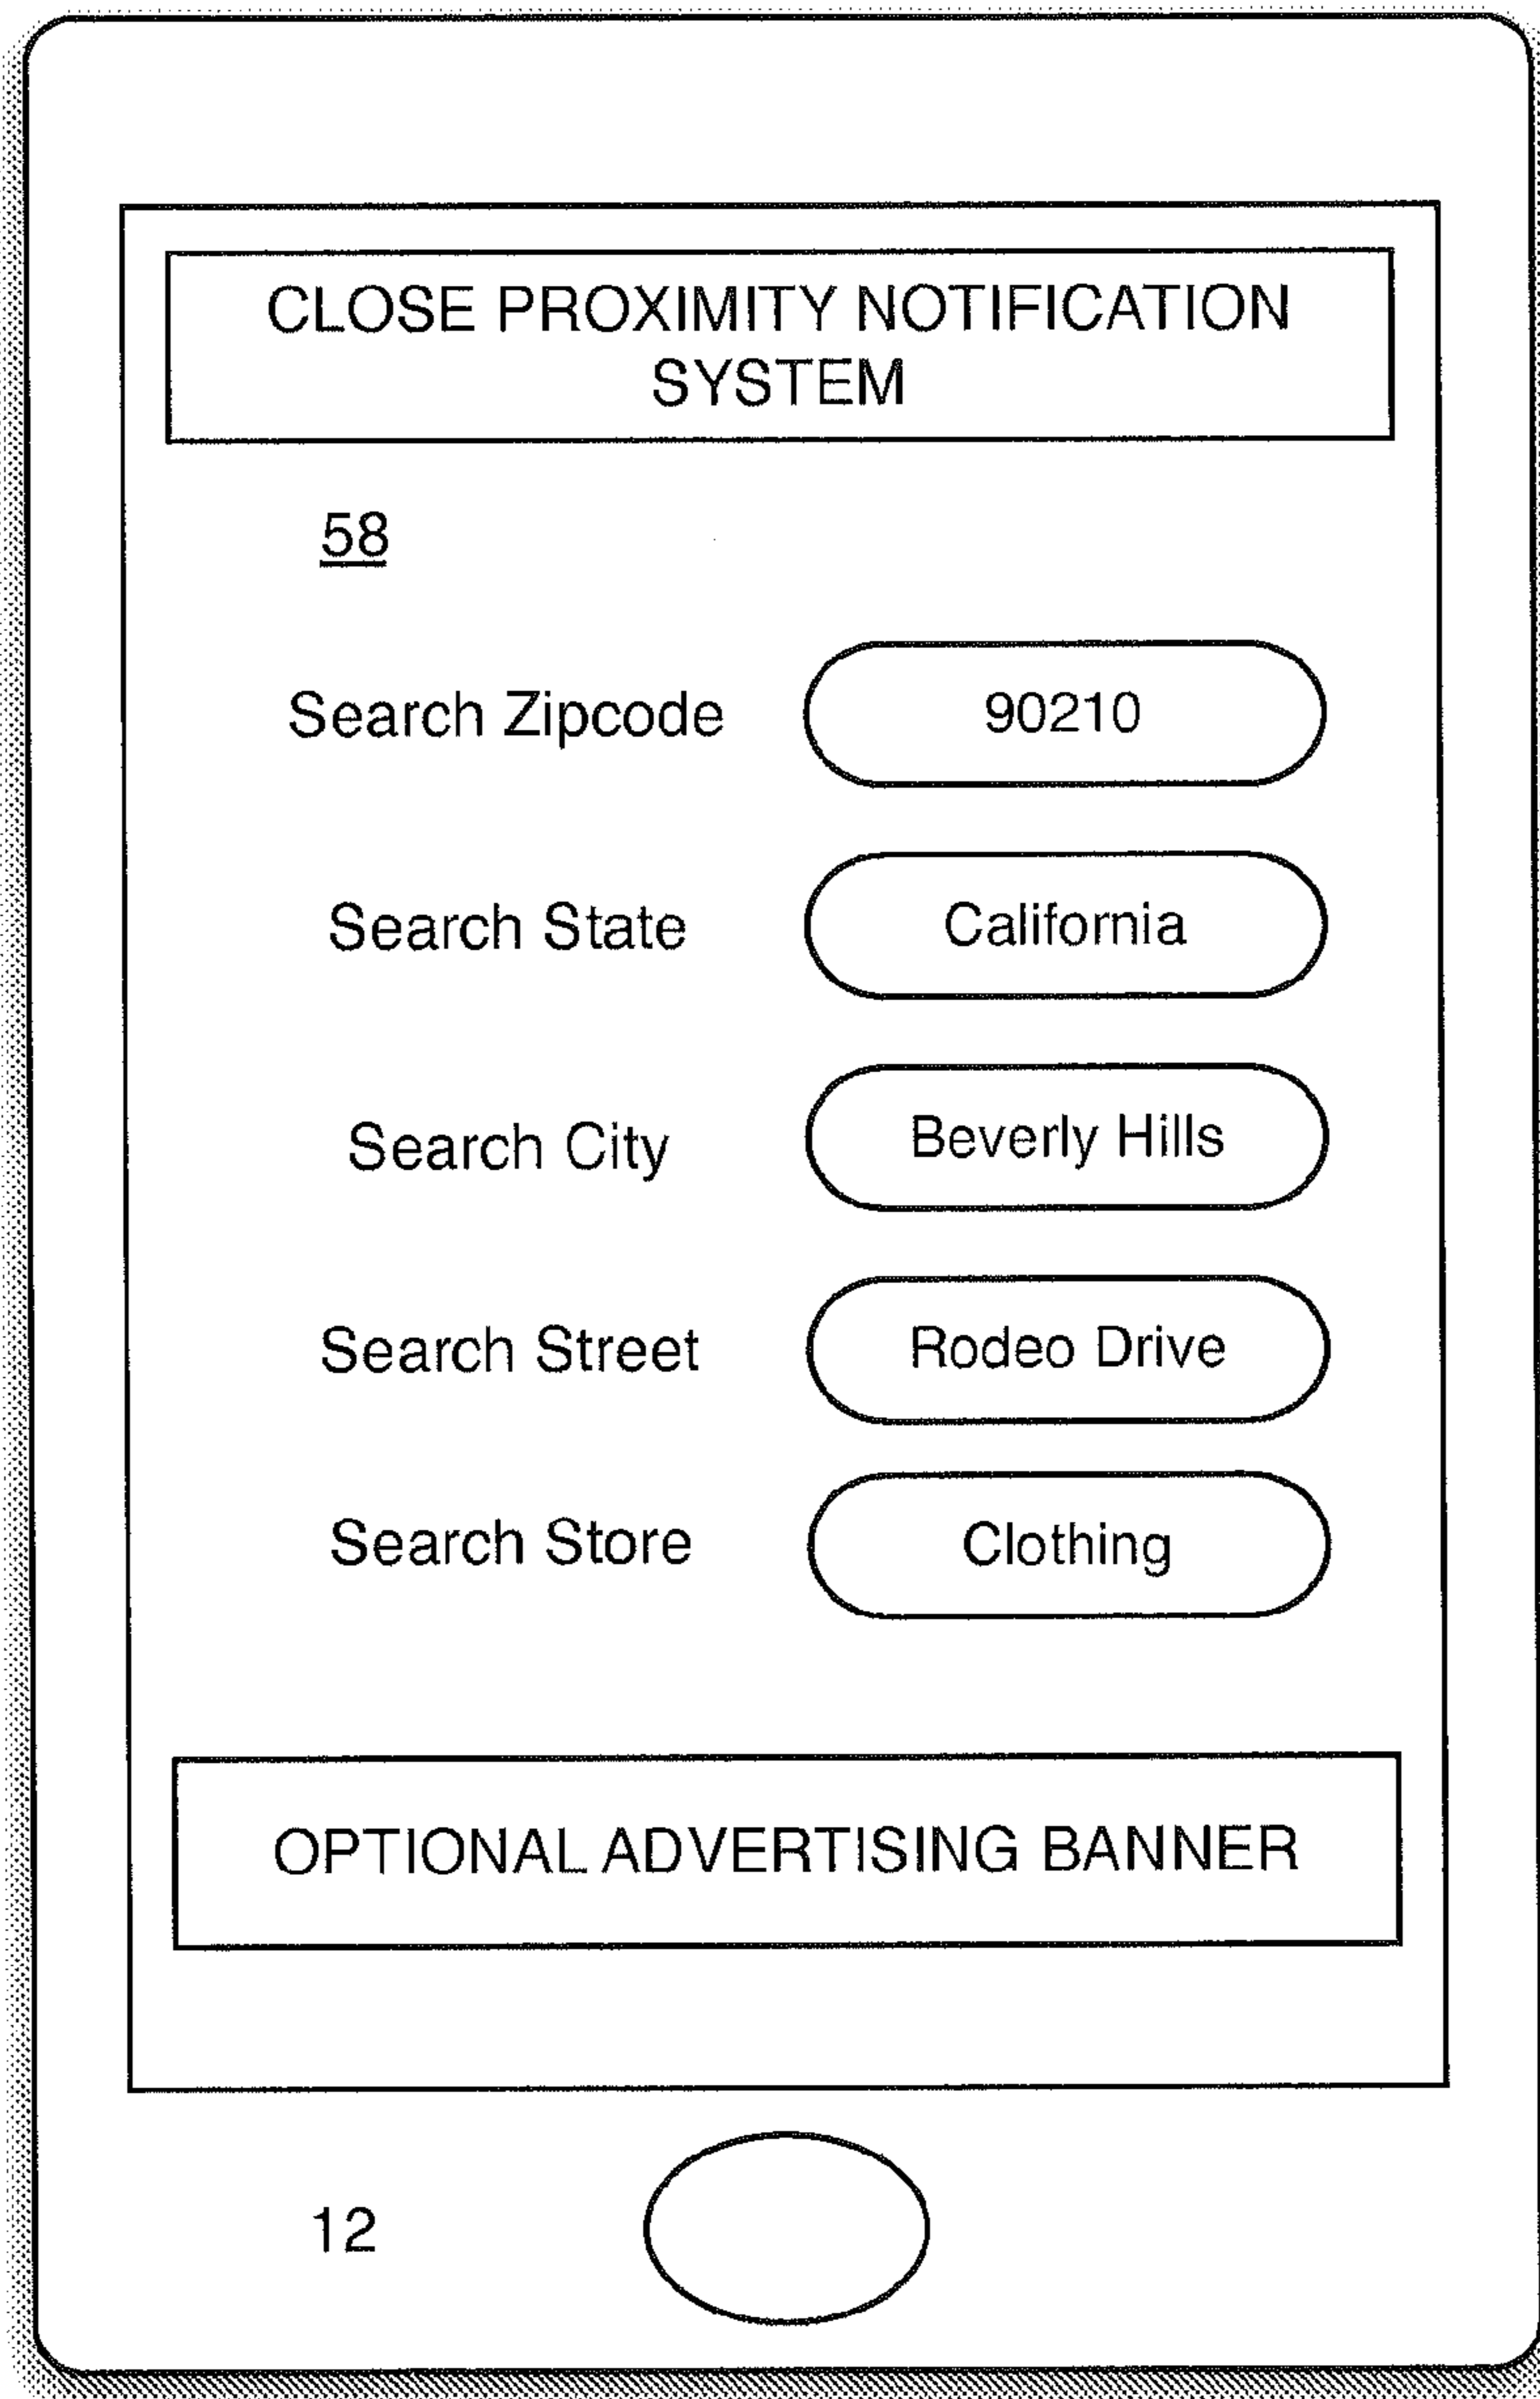 CLOSE PROXIMITY NOTIFICATION
SYSTEM
58
Search Zipcode 90210
Search State California
Search City Beverly Hills
Search Street Rodeo Drive
Search Store Clothing
OPTIONAL ADVERTISING BANNER
12